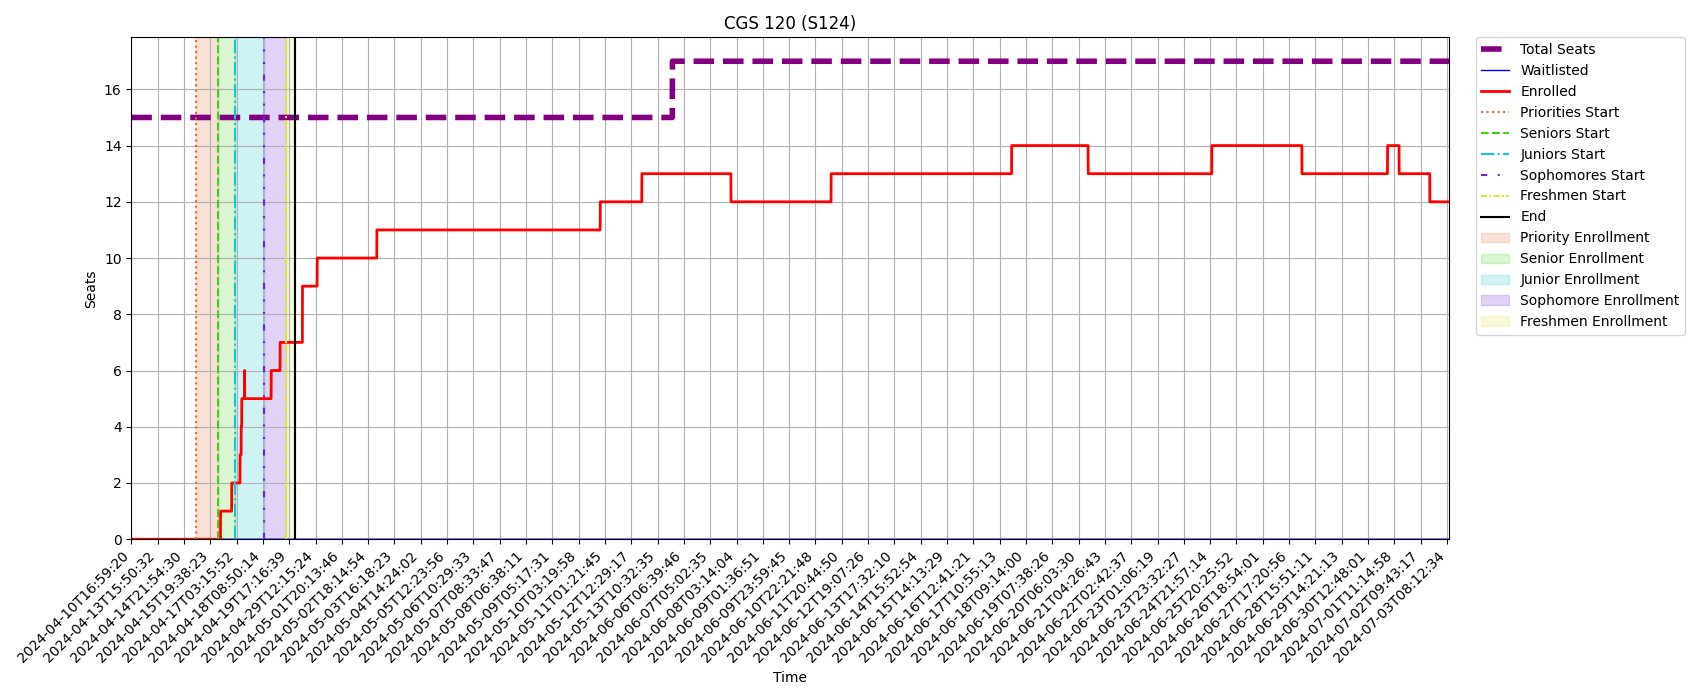 CGS 120 (S124)
Seats
16
14
12
10
8
6
4
2
0
2024-04-10T16:59:20
2024-04-13T15:50:32
2024-04-14T21:54:30
2024-04-15T19:38:23
2024-04-17T03:15:52
2024-04-18T08:50:14
2024-04-19T17:16:39
2024-04-29T12:15:24
2024-05-01T20:13:46
2024-05-02T18:14:54
2024-05-03T16:18:23
2024-05-04T14:24:02
2024-05-05T12:23:56
2024-05-06T10:29:33
2024-05-07T08:33:47
2024-05-08T06:38:11
2024-05-09T05:17:31
2024-05-10T03:19:58
2024-05-11T01:21:45
2024-05-12T12:29:17
2024-05-13T10:32:35
2024-06-06T06:39:46
2024-06-07T05:02:35
2024-06-08T03:14:04
2024-06-09T01:36:51
2024-06-09T23:59:45
2024-06-10T22:21:48
2024-06-11T20:44:50
2024-06-12T19:07:26
2024-06-13T17:32:10
2024-06-14T15:52:54
2024-06-15T14:13:29
2024-06-16T12:41:21
2024-06-17T10:55:13
2024-06-18T09:14:00
2024-06-19T07:38:26
2024-06-20T06:03:30
2024-06-21T04:26:43
2024-06-22T02:42:37
2024-06-23T01:06:19
2024-06-23T23:32:27
2024-06-24T21:57:14
2024-06-25T20:25:52
2024-06-26T18:54:01
2024-06-27T17:20:56
2024-06-28T15:51:11
2024-06-29T14:21:13
2024-06-30T12:48:01
2024-07-01T11:14:58
2024-07-02T09:43:17
2024-07-03T08:12:34
Time
Total Seats
Waitlisted
Enrolled
Priorities Start
Seniors Start
Juniors Start
Sophomores Start
Freshmen Start
End
Priority Enrollment
Senior Enrollment
Junior Enrollment
Sophomore Enrollment
Freshmen Enrollment